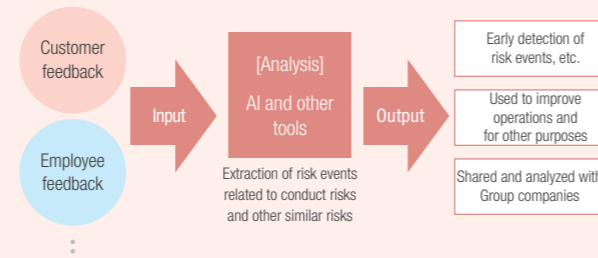 Customer
feedback
Employee
feedback
Input
[Analysis]
AI and other
tools
Extraction of risk events
related to conduct risks
and other similar risks
Output
Early detection of
risk events, etc.
Used to improve
operations and
for other purposes
Shared and analyzed with
Group companies